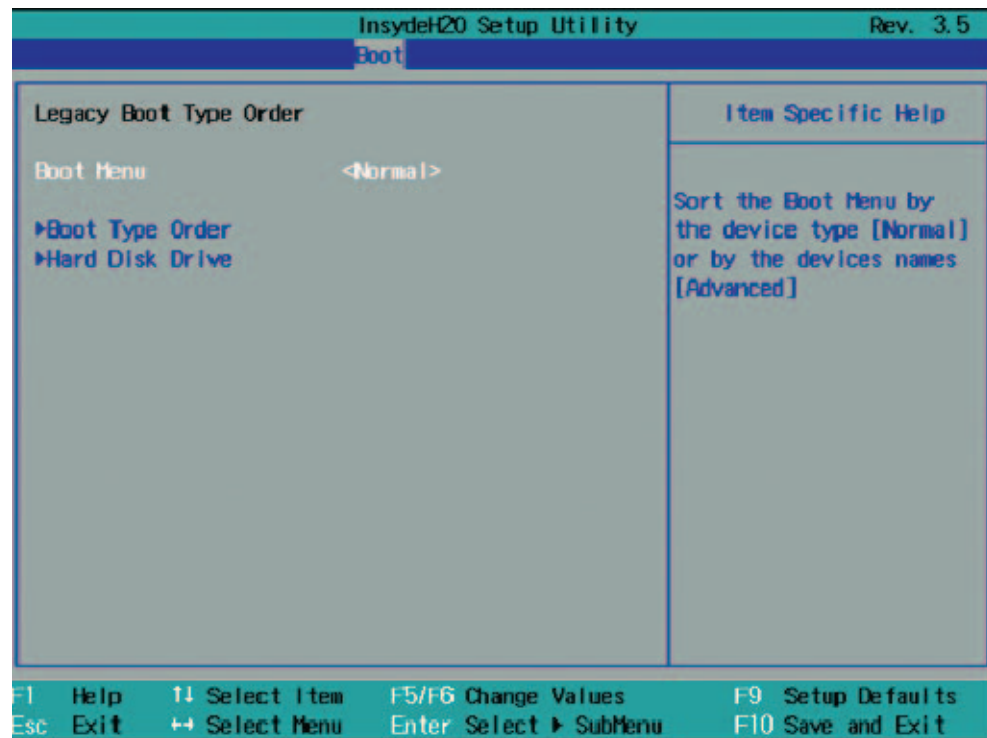 InsydeH20 Setup Utility Rev. 3.5
Boot
Legacy Boot Type Order
Boot Menu <Normal>
▶Boot Type Order
▶Hard Disk Drive
Item Specific Help
Sort the Boot Menu by
the device type [Normal]
or by the devices names
[Advanced]
F1 Help ↑↓ Select Item F5/F6 Change Values F9 Setup Defaults
Esc Exit ↔ Select Menu Enter Select ▶ SubMenu F10 Save and Exit